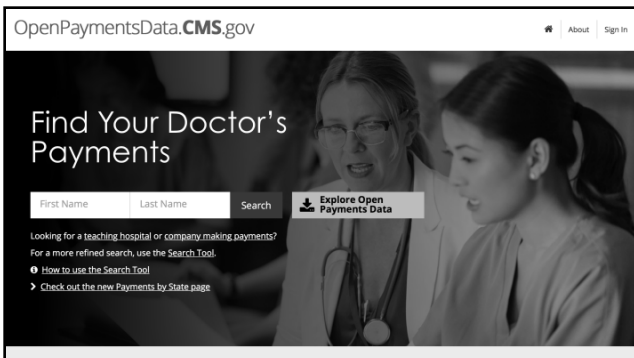 OpenPaymentsData.CMS.gov
About
Sign In
Find Your Doctor's
Payments
First Name
Last Name
Search
Explore Open
Payments Data
Looking for a teaching hospital or company making payments?
For a more refined search, use the Search Tool.
How to use the Search Tool
Check out the new Payments by State page